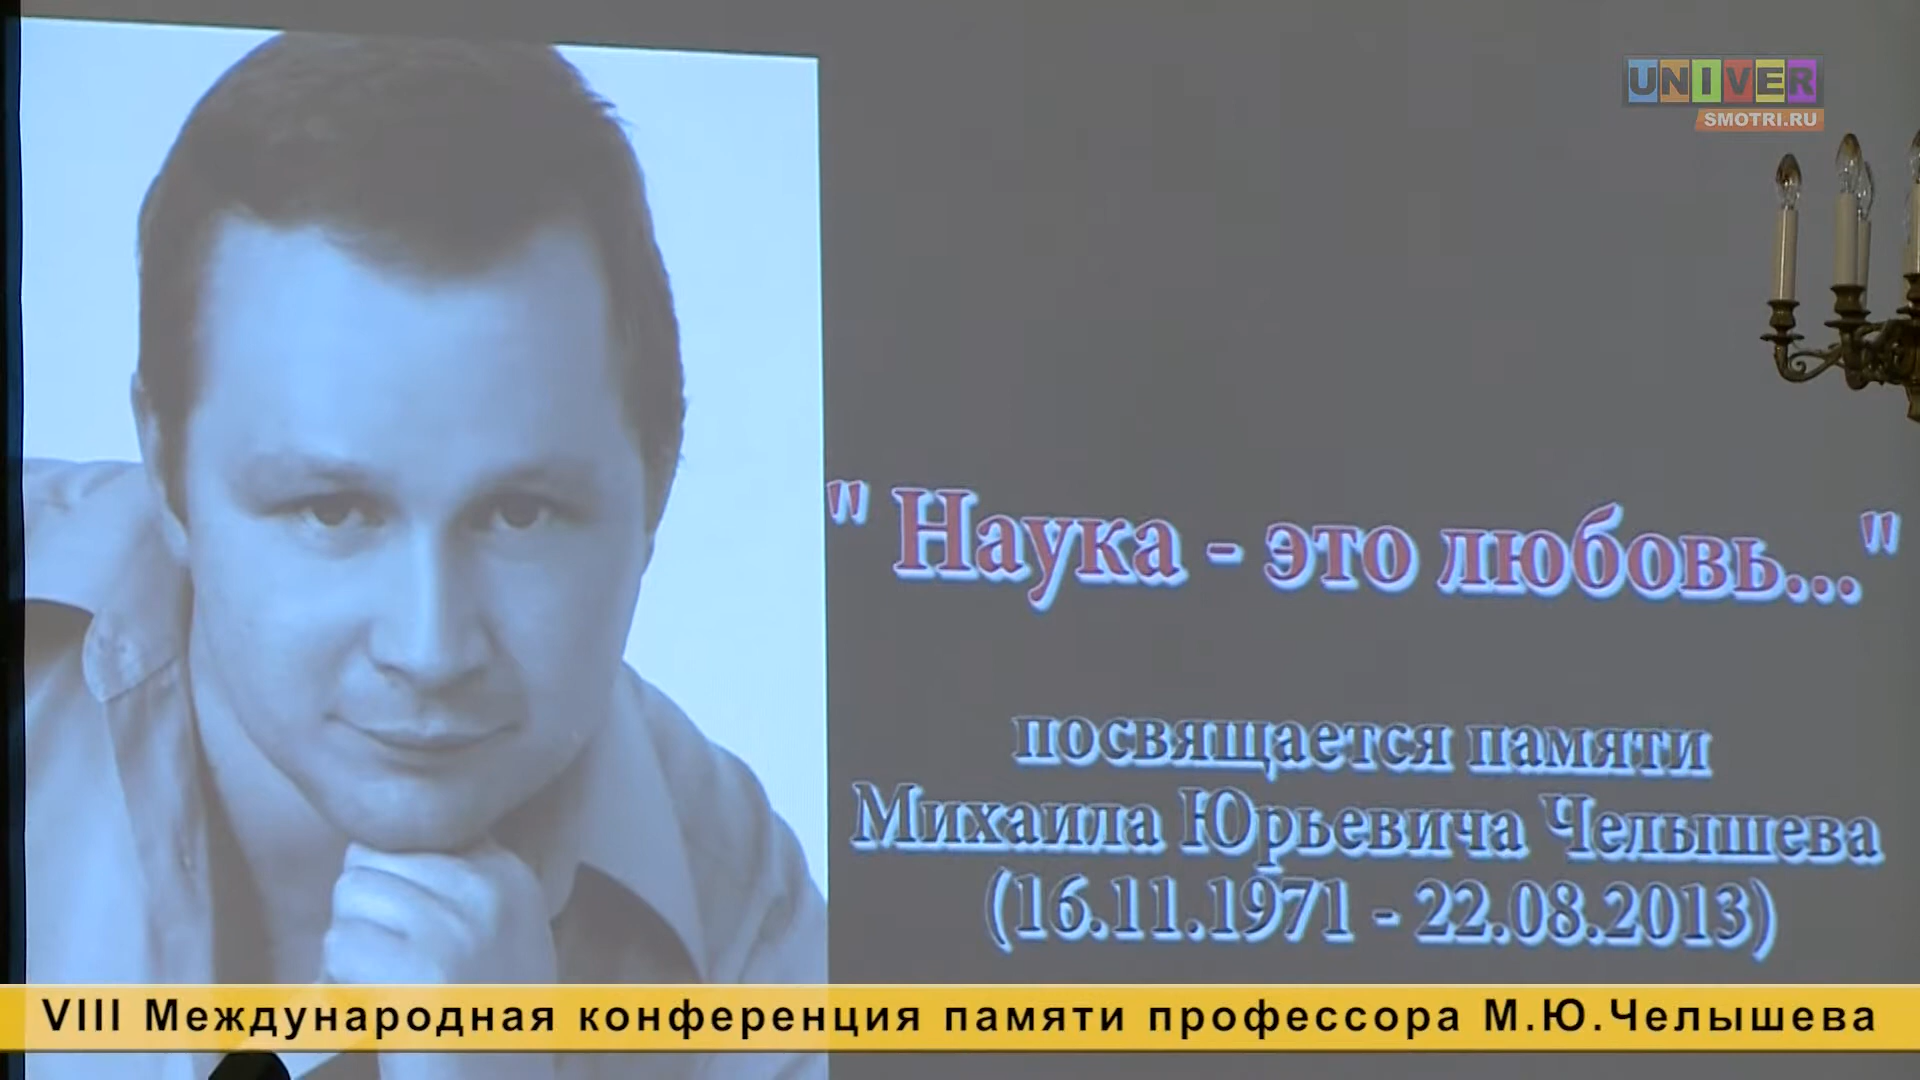 UNIVER
SMOTRI.RU
" Наука - это любовь..."
посвящается памяти
Михаила Юрьевича Челышева
(16.11.1971 - 22.08.2013)
VIII Международная конференция памяти профессора М.Ю.Челышева